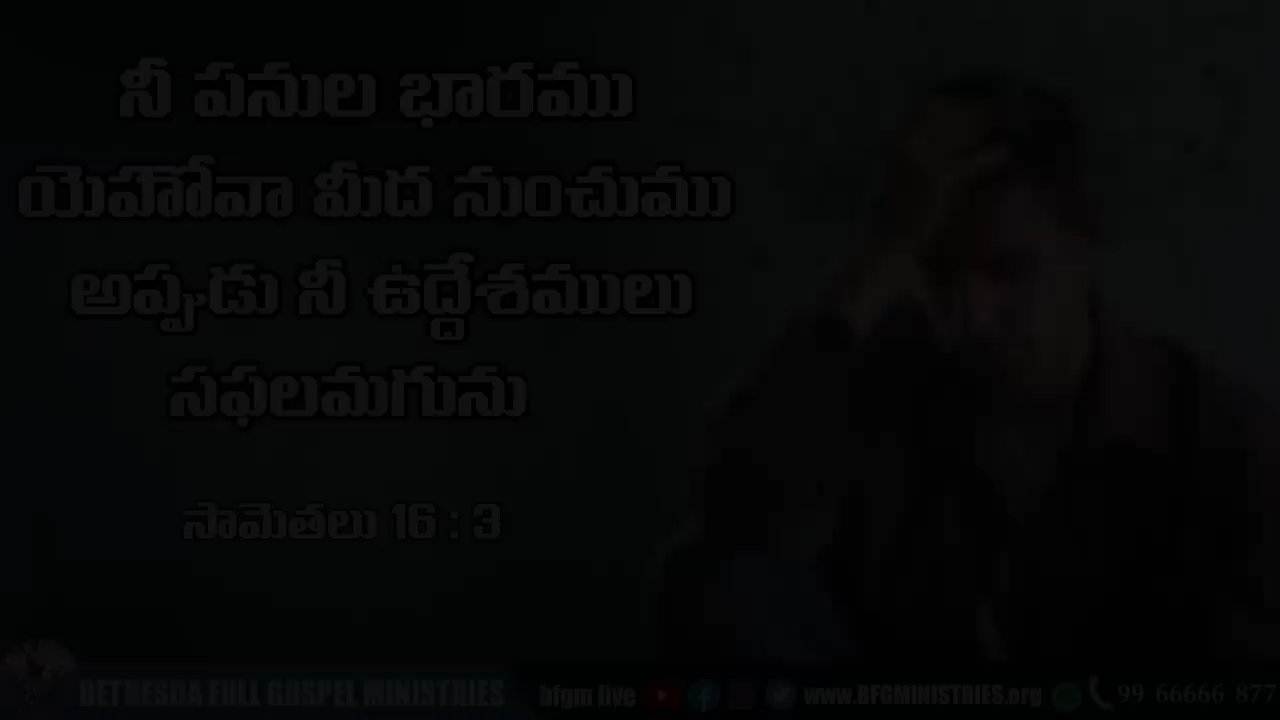 నీ పనుల భారము
యెహోవా మీద నుంచుము
అప్పుడు నీ ఉద్దేశములు
సఫలమగును
సామెతలు 16 : 3
BETHESDA FULL GOSPEL MINISTRIES bfgm live www.BFGMINISTRIES.org 99 66666 877